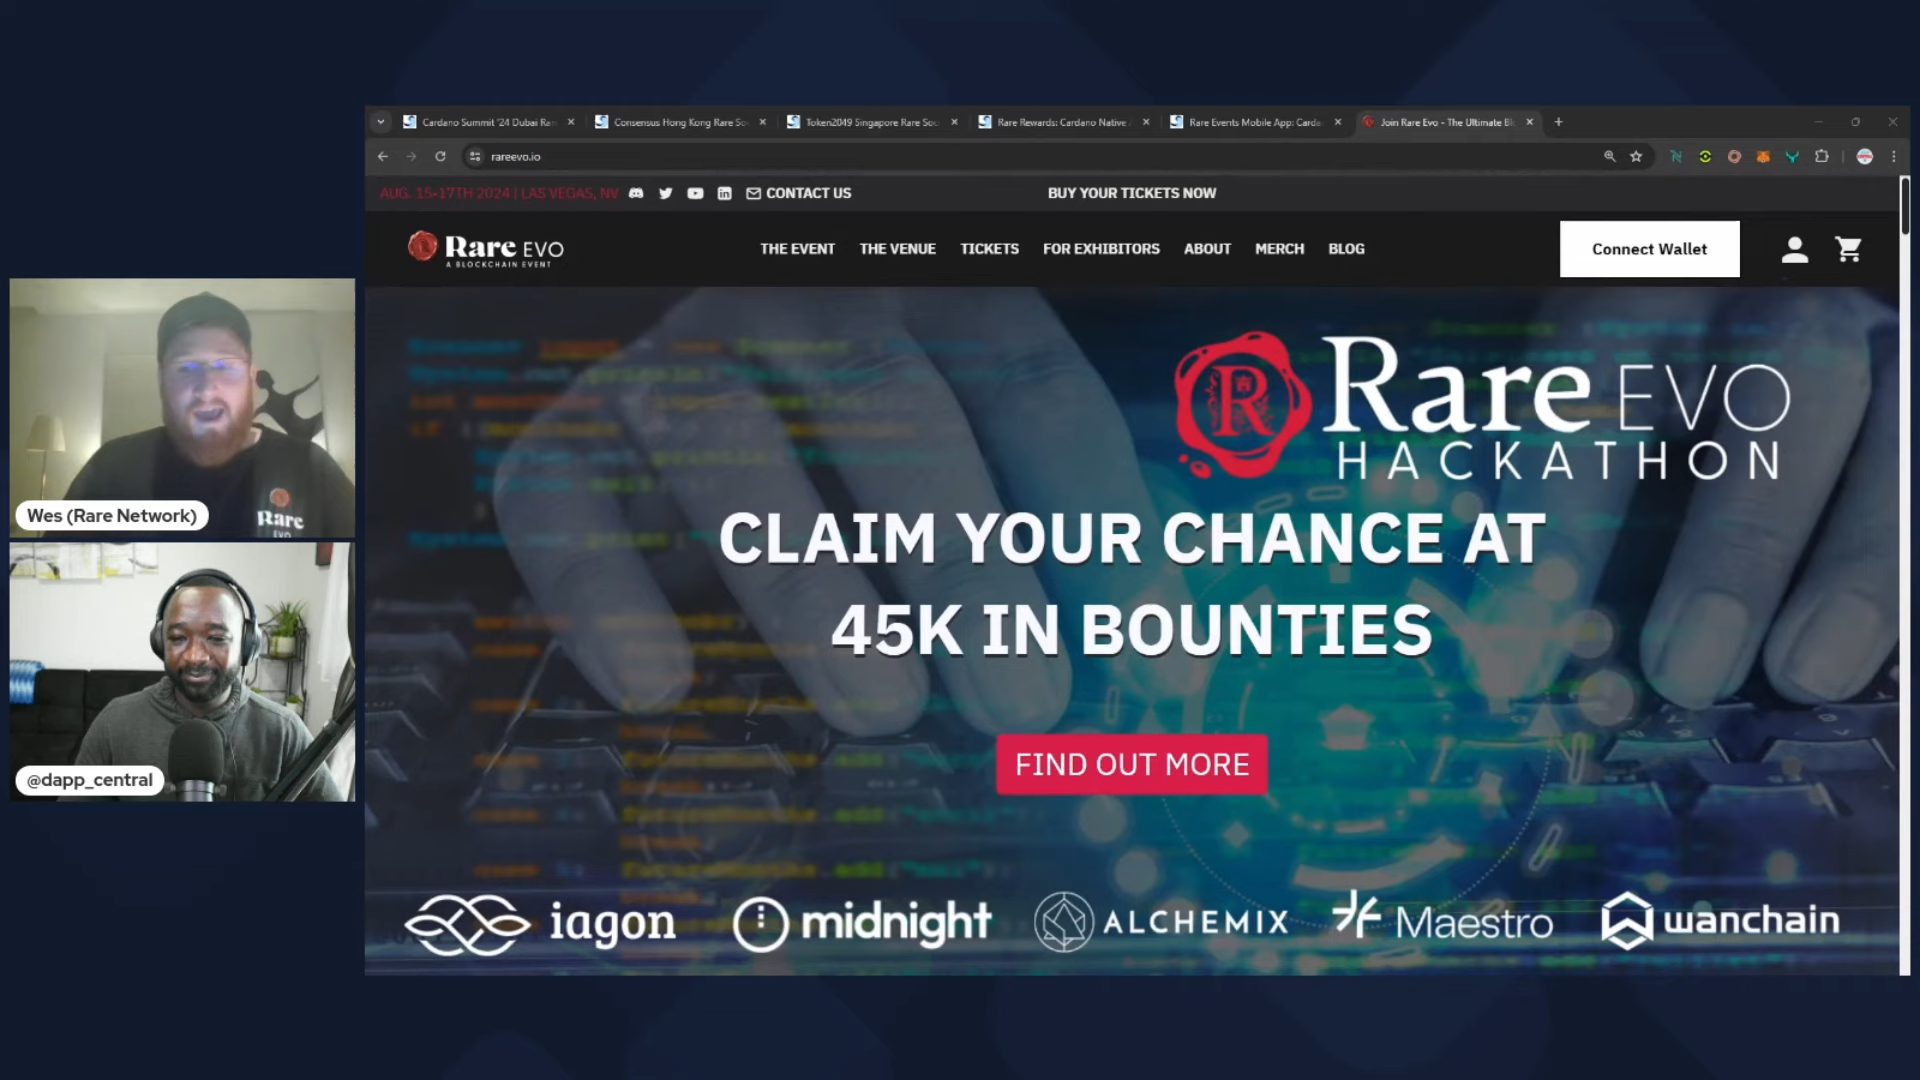 Cardano Summit '24 Dubai Rar
Consensus Hong Kong Rare So
Token2049 Singapore Rare Soc
Rare Rewards: Cardano Native
Rare Events Mobile App: Carda
Join Rare Evo - The Ultimate Bl
rareevo.io
AUG. 15-17TH 2024 | LAS VEGAS, NV
CONTACT US
BUY YOUR TICKETS NOW
Rare EVO
A BLOCKCHAIN EVENT
THE EVENT
THE VENUE
TICKETS
FOR EXHIBITORS
ABOUT
MERCH
BLOG
Connect Wallet
R
Rare EVO
HACKATHON
CLAIM YOUR CHANCE AT
45K IN BOUNTIES
FIND OUT MORE
iagon
midnight
ALCHEMIX
Maestro
wanchain
Rare
EVO
Wes (Rare Network)
@dapp_central